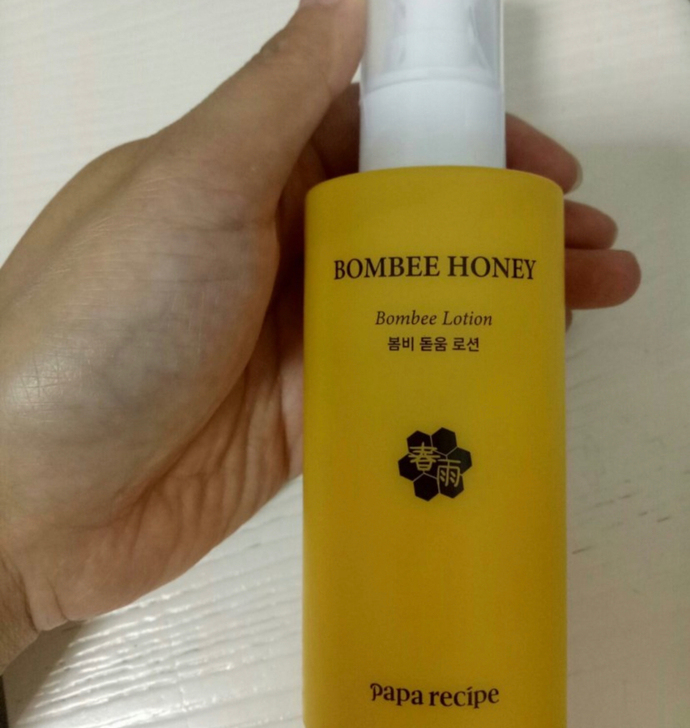 BOMBEE HONEY
Bombee Lotion
봄비 돋움 로션
春雨
papa recipe